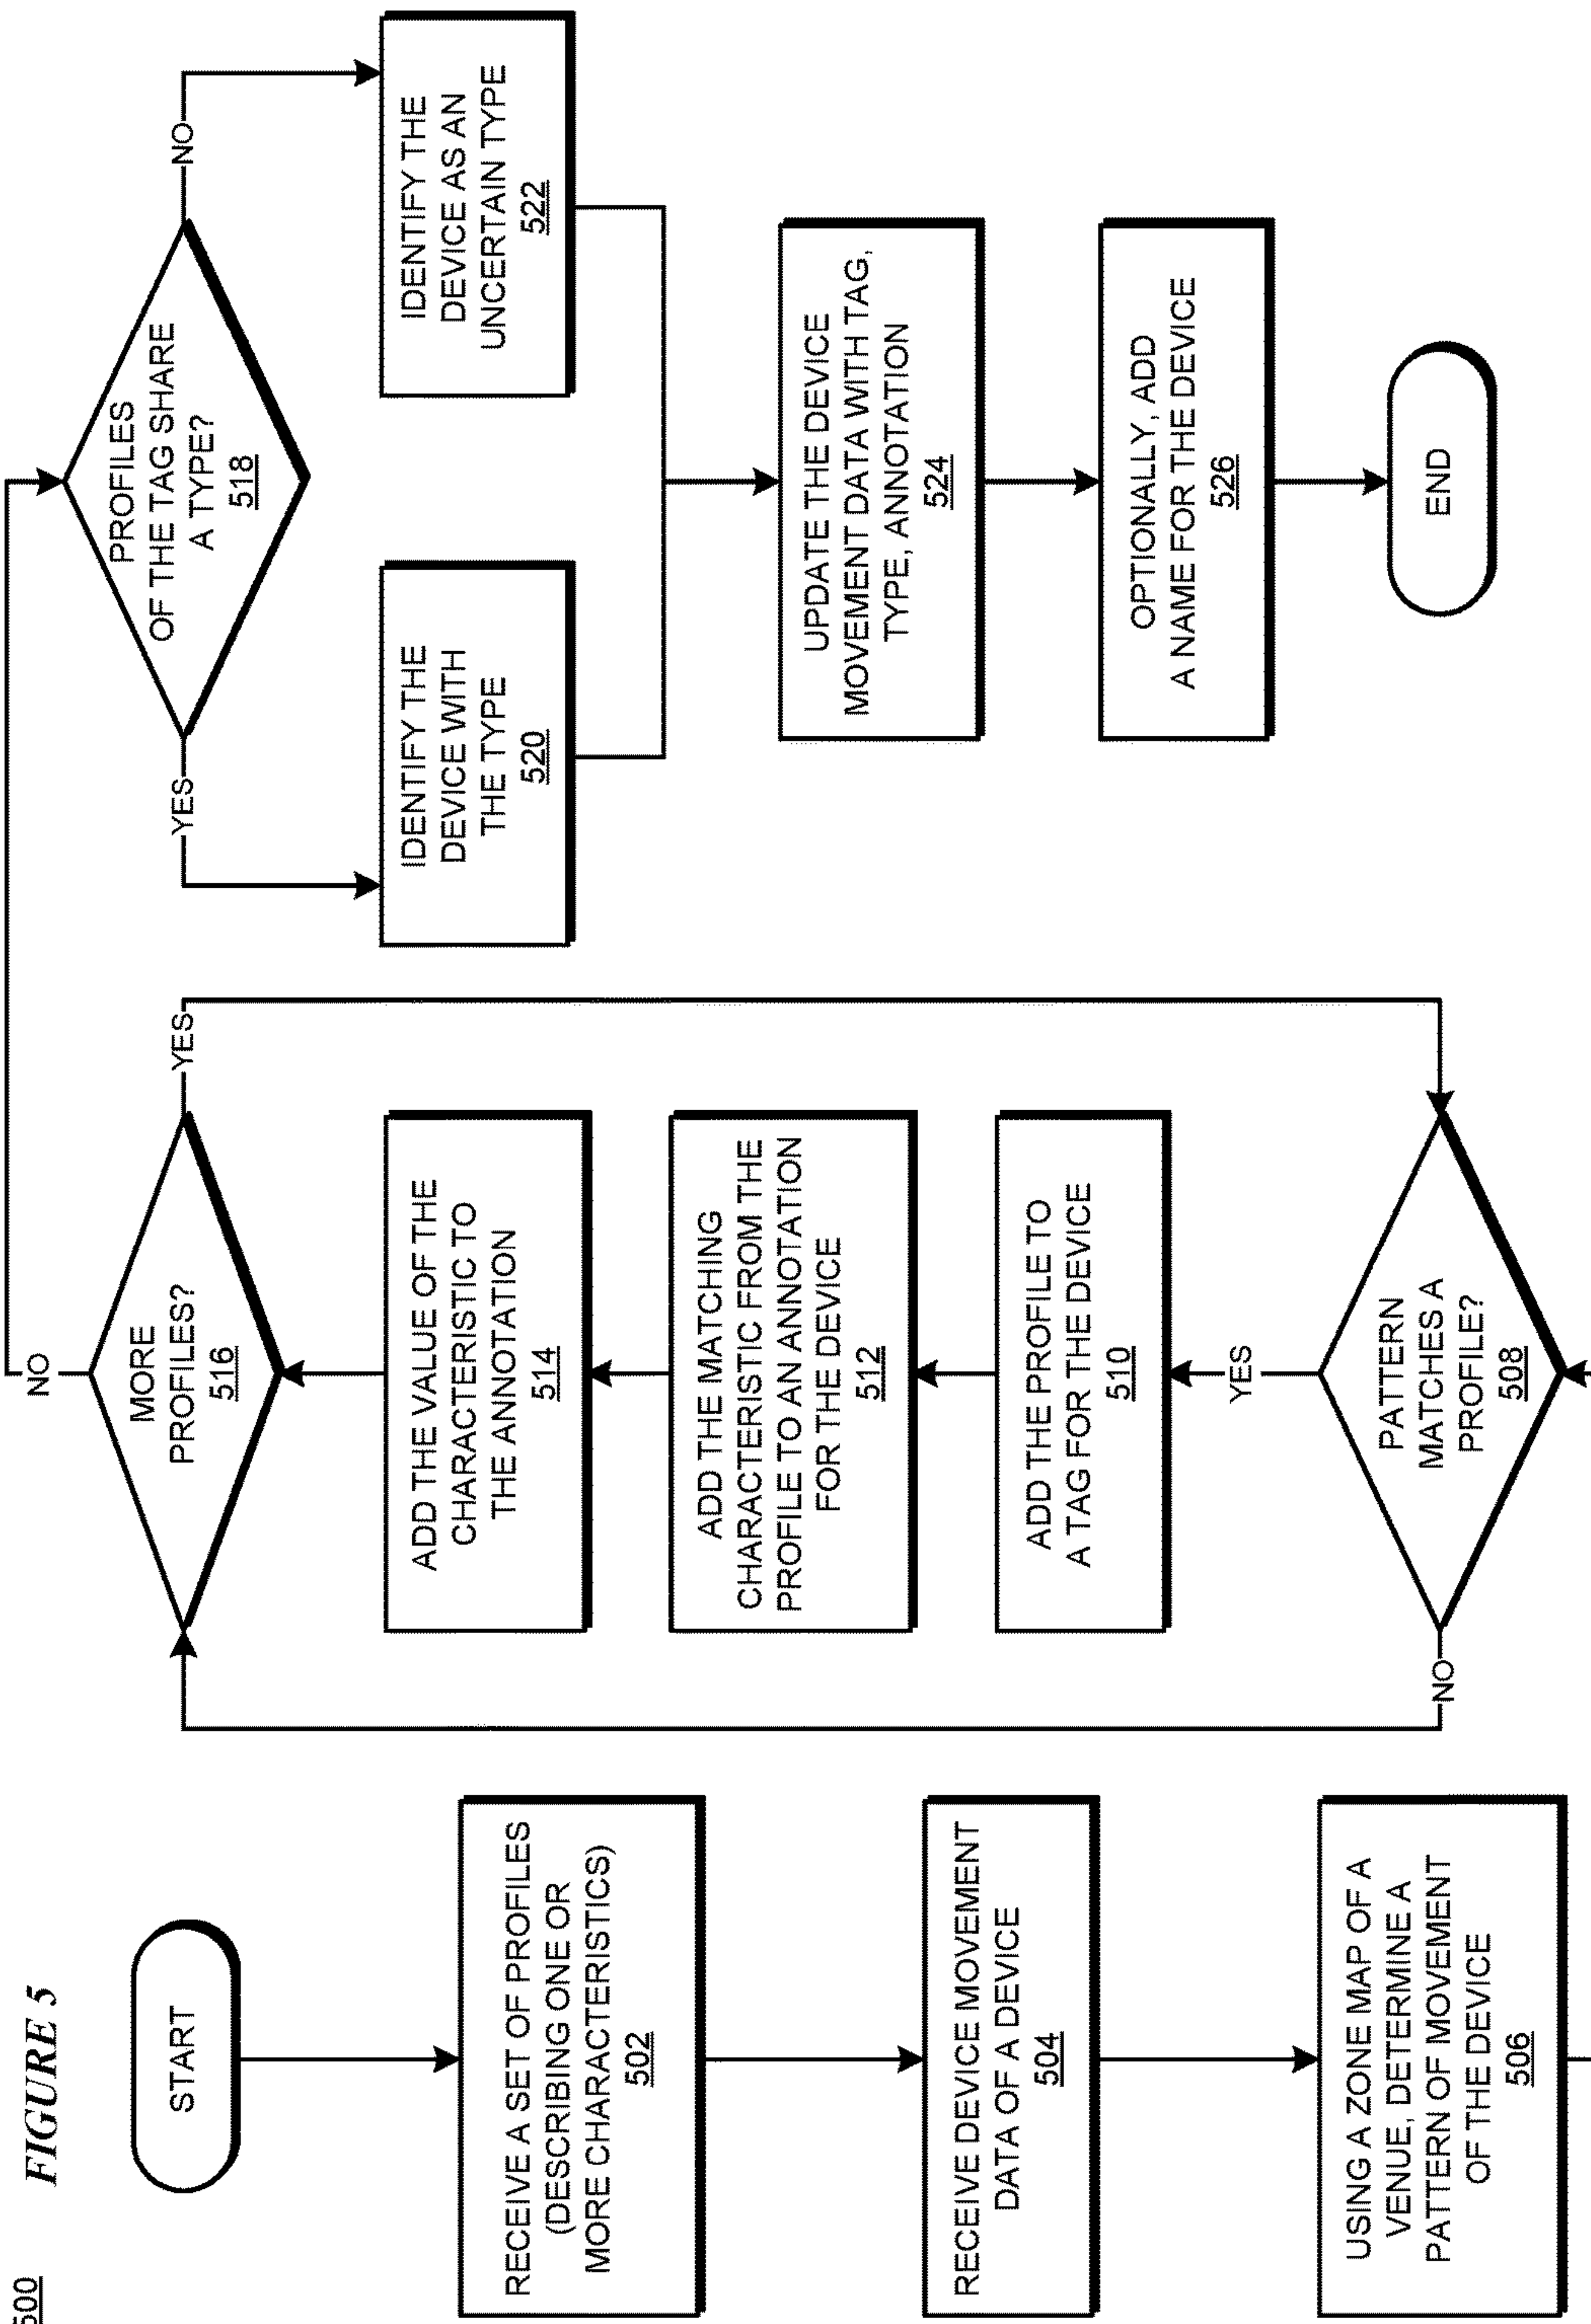 500
FIGURE 5
START
RECEIVE A SET OF PROFILES
(DESCRIBING ONE OR
MORE CHARACTERISTICS)
502
RECEIVE DEVICE MOVEMENT
DATA OF A DEVICE
504
USING A ZONE MAP OF A
VENUE, DETERMINE A
PATTERN OF MOVEMENT
OF THE DEVICE
506
PATTERN
MATCHES A
PROFILE?
508
NO
YES
ADD THE PROFILE TO
A TAG FOR THE DEVICE
510
ADD THE MATCHING
CHARACTERISTIC FROM THE
PROFILE TO AN ANNOTATION
FOR THE DEVICE
512
ADD THE VALUE OF THE
CHARACTERISTIC TO
THE ANNOTATION
514
MORE
PROFILES?
516
YES
NO
PROFILES
OF THE TAG SHARE
A TYPE?
518
YES
NO
IDENTIFY THE
DEVICE WITH
THE TYPE
520
IDENTIFY THE
DEVICE AS AN
UNCERTAIN TYPE
522
UPDATE THE DEVICE
MOVEMENT DATA WITH TAG,
TYPE, ANNOTATION
524
OPTIONALLY, ADD
A NAME FOR THE DEVICE
526
END